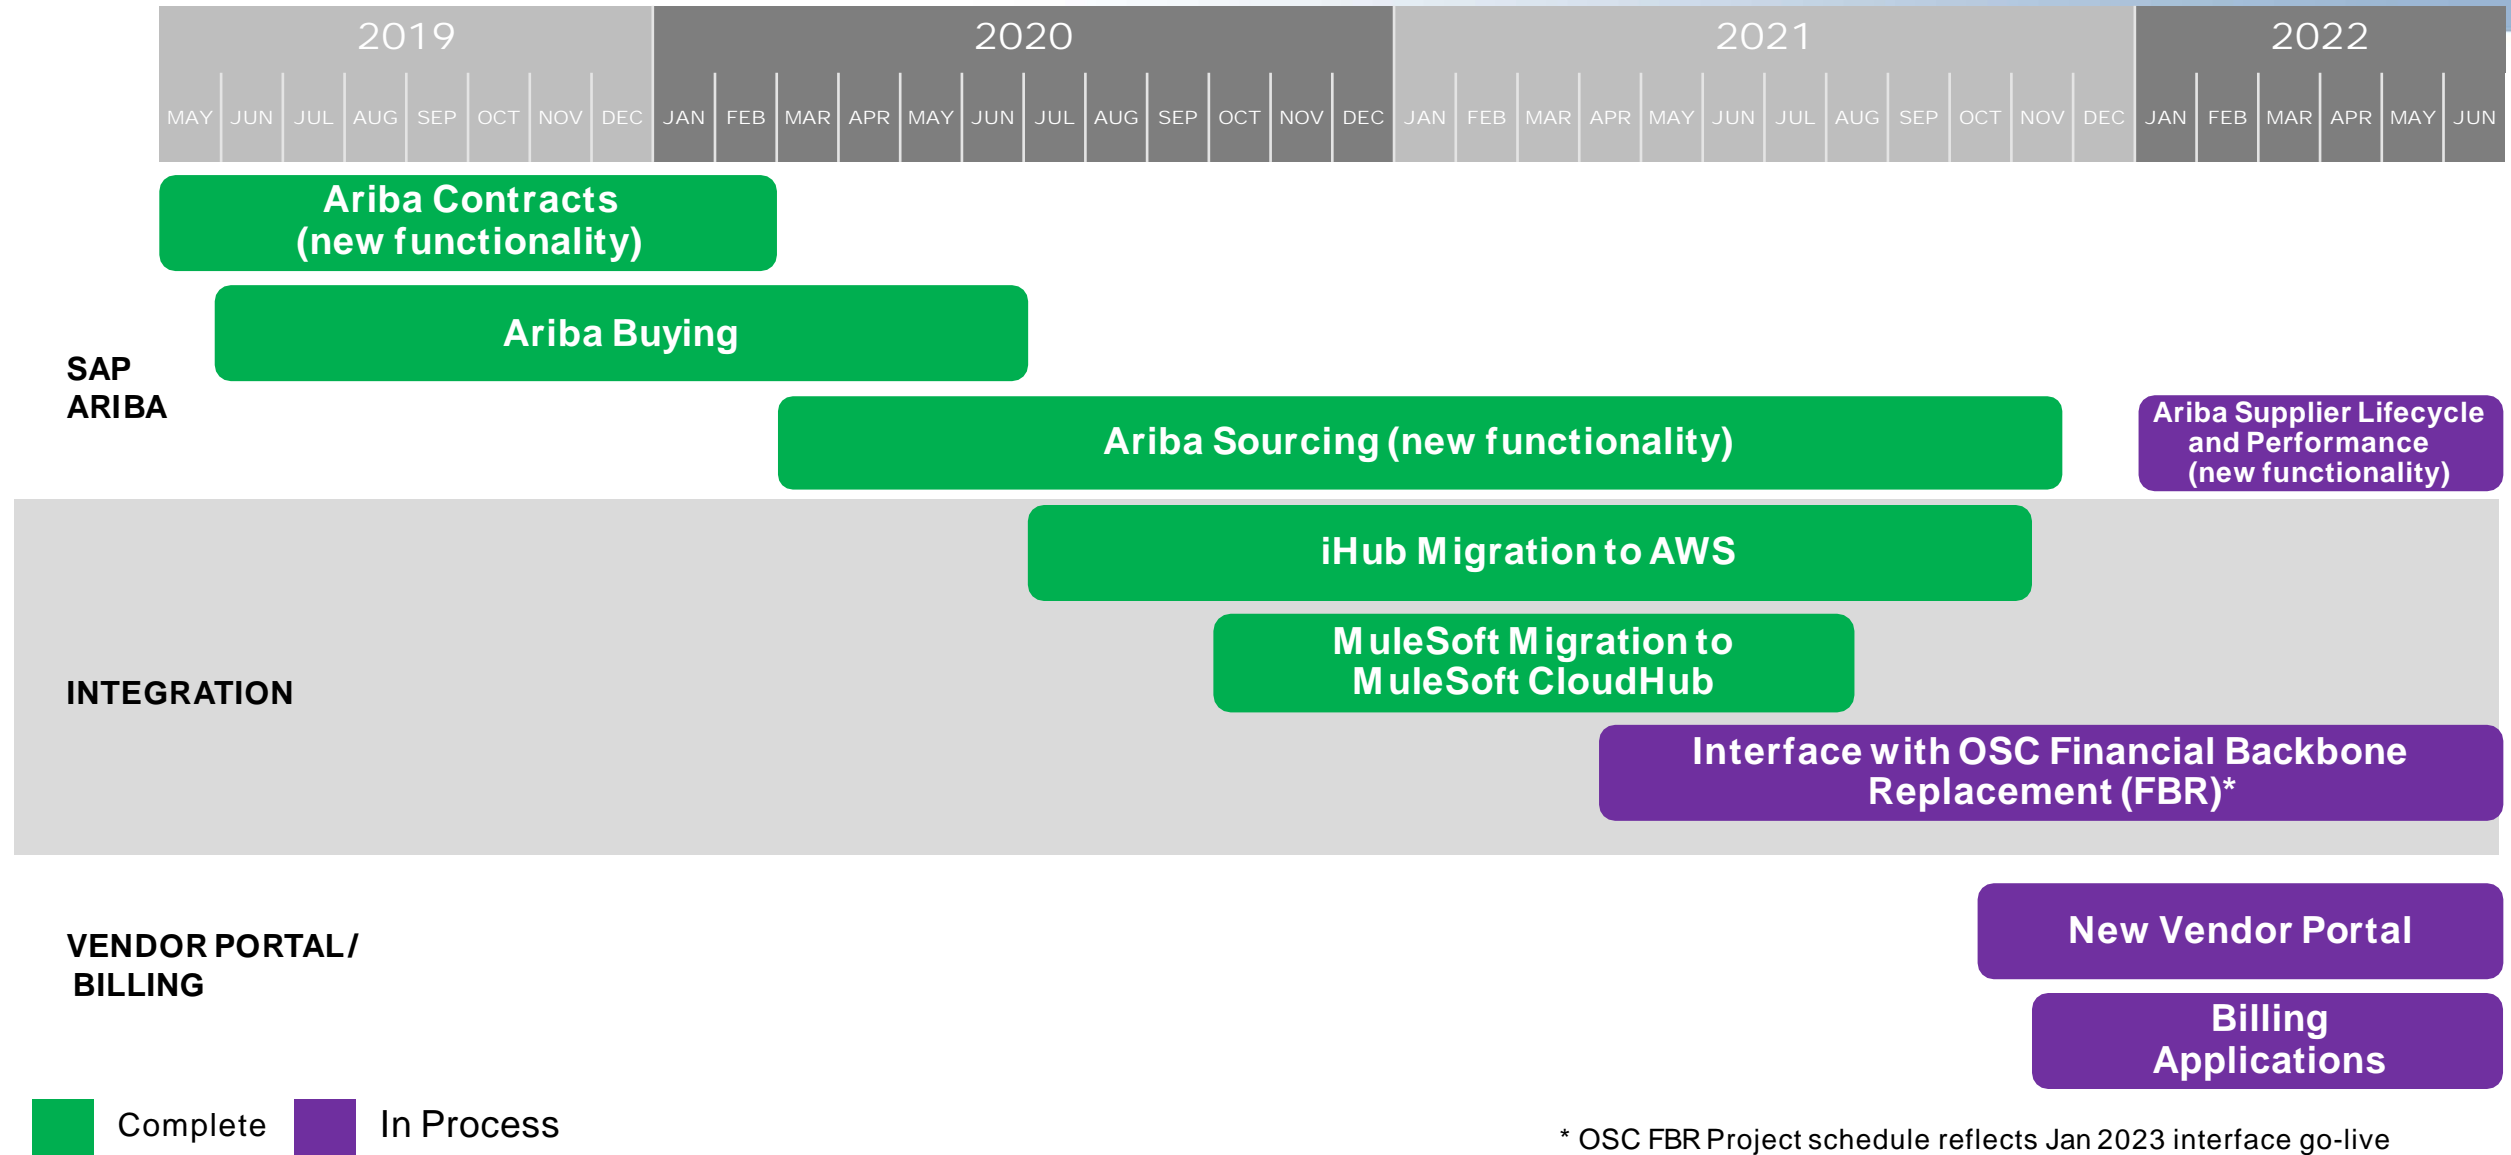 2019 2020 2021 2022
MAY JUN JUL AUG SEP OCT NOV DEC JAN FEB MAR APR MAY JUN JUL AUG SEP OCT NOV DEC JAN FEB MAR APR MAY JUN JUL AUG SEP OCT NOV DEC JAN FEB MAR APR MAY JUN
Ariba Contracts
(new functionality)
Ariba Buying
SAP
ARIBA
Ariba Sourcing (new functionality)
Ariba Supplier Lifecycle
and Performance
(new functionality)
iHub Migration to AWS
MuleSoft Migration to
MuleSoft CloudHub
INTEGRATION
Interface with OSC Financial Backbone
Replacement (FBR)*
New Vendor Portal
VENDOR PORTAL/
BILLING
Billing
Applications
Complete
In Process
* OSC FBR Project schedule reflects Jan 2023 interface go-live